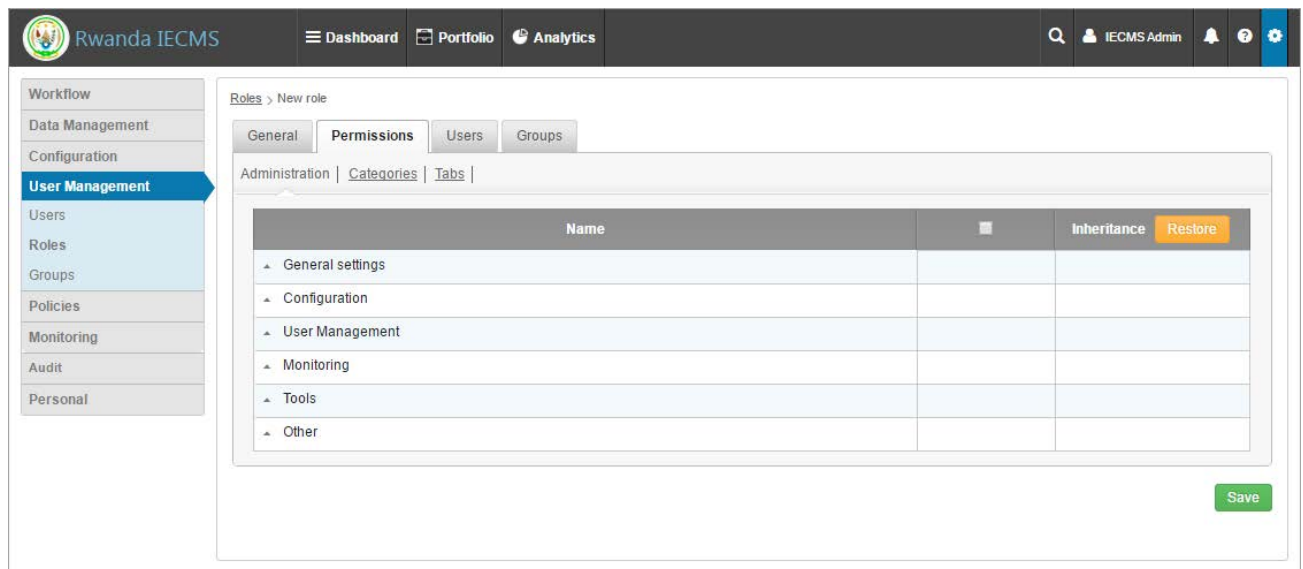 Rwanda IECMS Dashboard Portfolio Analytics IECMS Admin
Workflow
Data Management
Configuration
User Management
Users
Roles
Groups
Policies
Monitoring
Audit
Personal
Roles > New role
General Permissions Users Groups
Administration | Categories | Tabs |
Name Inheritance Restore
General settings
Configuration
User Management
Monitoring
Tools
Other
Save